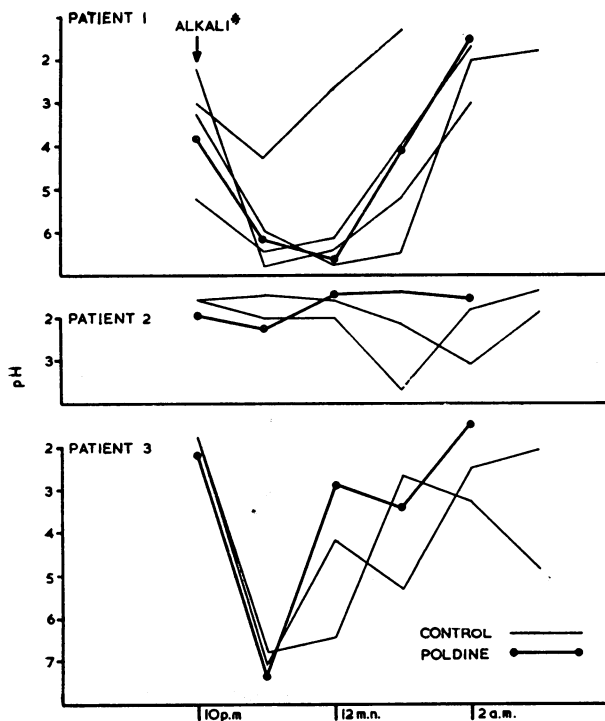 PATIENT 1
ALKALI*
2
3
4
5
6
PATIENT 2
2
3
pH
PATIENT 3
2
3
4
5
6
7
CONTROL
POLDINE
10p.m
12m.n.
2a.m.